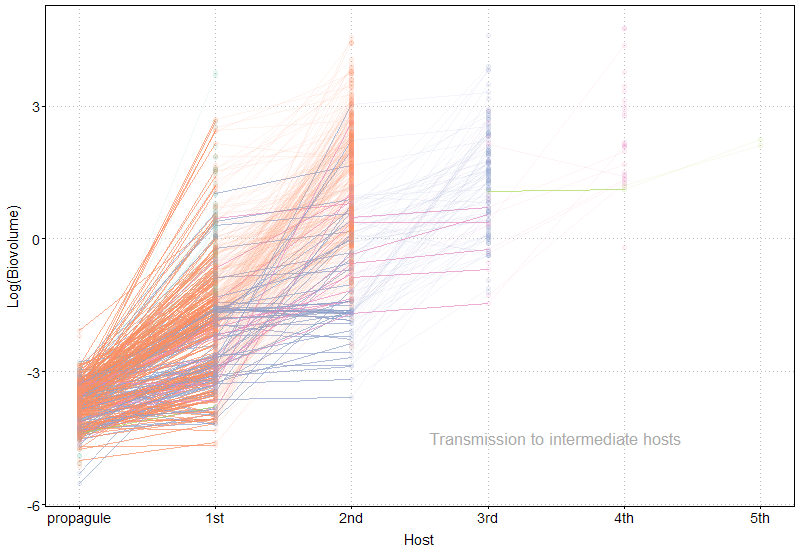 Log(Biovolume)
3
0
-3
-6
Transmission to intermediate hosts
propagule 1st 2nd 3rd 4th 5th
Host